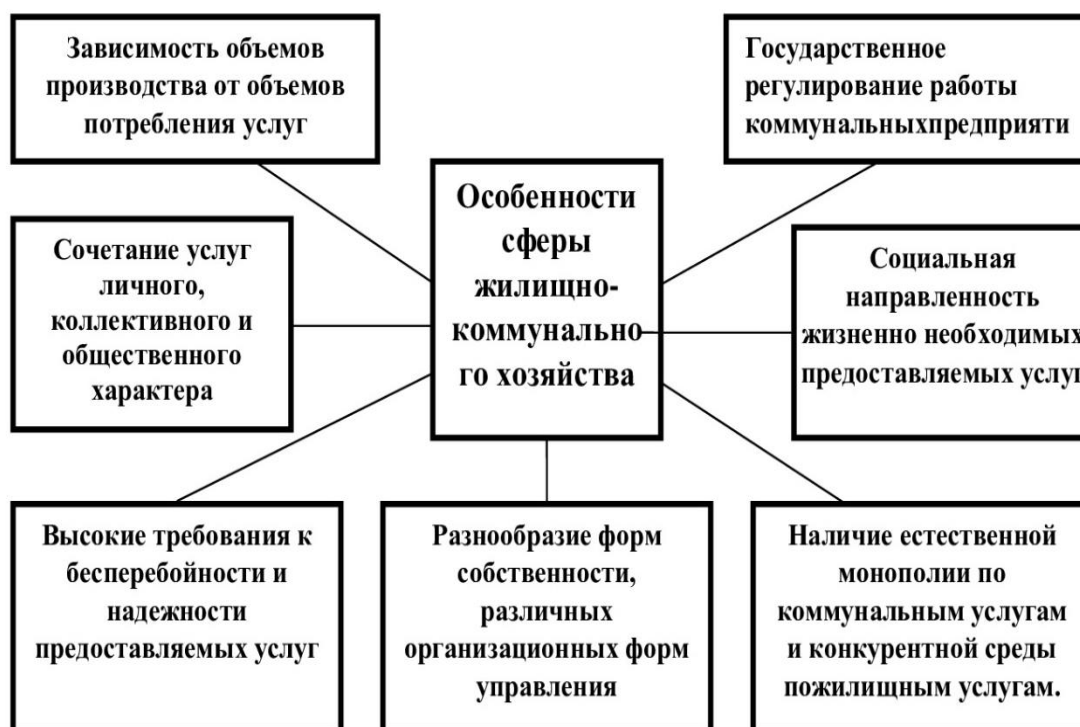 Зависимость объемов
производства от объемов
потребления услуг
Государственное
регулирование работы
коммунальныхпредприяти
Особенности
сферы
жилищно-
коммунально
го хозяйства
Сочетание услуг
личного,
коллективного и
общественного
характера
Социальная
направленность
жизненно необходимых
предоставляемых услуг
Высокие требования к
бесперебойности и
надежности
предоставляемых услуг
Разнообразие форм
собственности,
различных
организационных форм
управления
Наличие естественной
монополии по
коммунальным услугам
и конкурентной среды
пожилищным услугам.